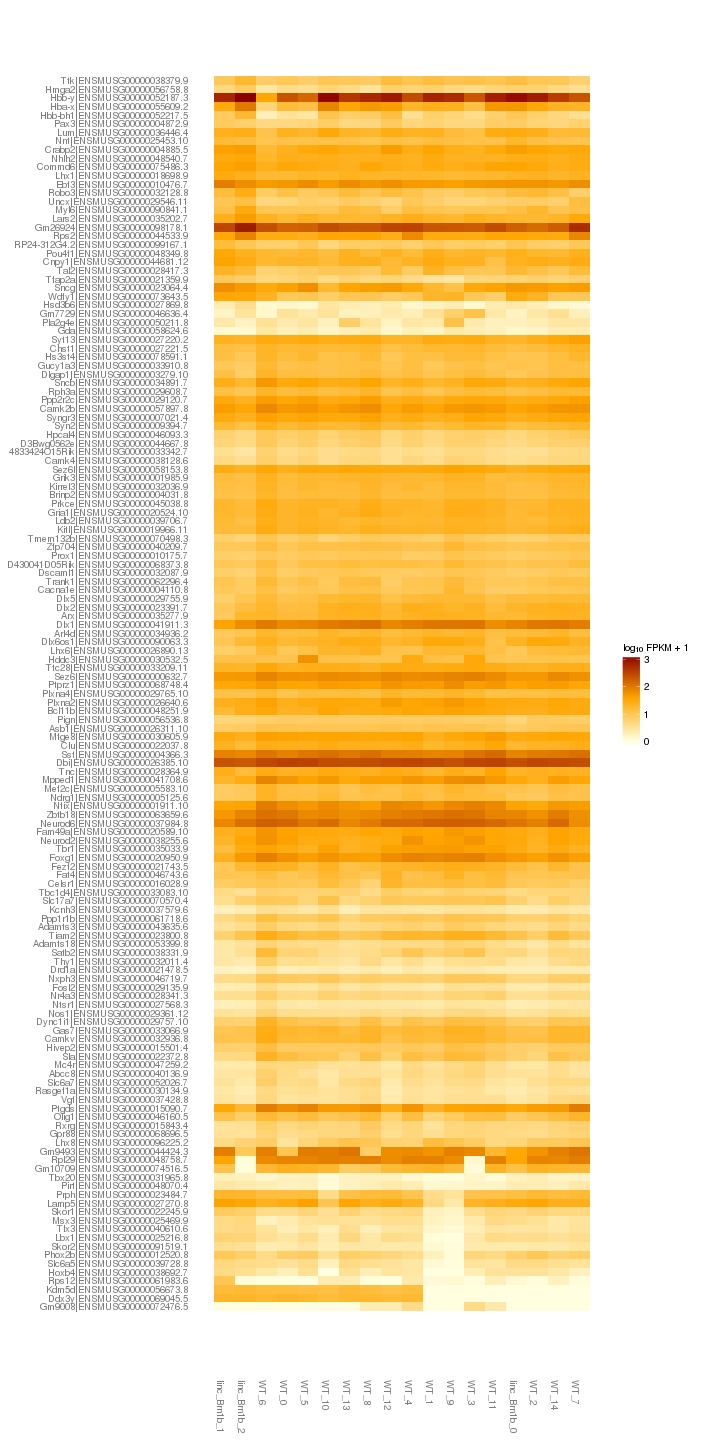 Ttk|ENSMUSG00000038379.9
Hmga2|ENSMUSG00000056758.8
Hbb-y|ENSMUSG00000052187.3
Hba-x|ENSMUSG00000055609.2
Hbb-bh1|ENSMUSG00000052217.5
Pax3|ENSMUSG00000004872.9
Lum|ENSMUSG00000036446.4
Nnt|ENSMUSG00000025453.10
Crabp2|ENSMUSG00000004885.5
Nhlh2|ENSMUSG00000048540.7
Commd6|ENSMUSG00000075486.3
Lhx1|ENSMUSG00000018698.9
Ebf3|ENSMUSG00000010476.7
Robo3|ENSMUSG00000032128.8
Uncx|ENSMUSG00000029546.11
Myl6|ENSMUSG00000090841.1
Lars2|ENSMUSG00000035202.7
Gm26924|ENSMUSG00000098178.1
Rps2|ENSMUSG00000044533.9
RP24-312G4.2|ENSMUSG00000099167.1
Pou4f1|ENSMUSG00000048349.8
Cnpy1|ENSMUSG00000044681.12
Tal2|ENSMUSG00000028417.3
Tfap2a|ENSMUSG00000021359.9
Sncg|ENSMUSG00000023064.4
Wdfy1|ENSMUSG00000073643.5
Hsd3b6|ENSMUSG00000027869.8
Gm7729|ENSMUSG00000046636.4
Pla2g4e|ENSMUSG00000050211.8
Gda|ENSMUSG00000058624.6
Syt13|ENSMUSG00000027220.2
Chst1|ENSMUSG00000027221.5
Hs3st4|ENSMUSG00000078591.1
Gucy1a3|ENSMUSG00000033910.8
Dlgap1|ENSMUSG00000003279.10
Sncb|ENSMUSG00000034891.7
Rph3a|ENSMUSG00000029608.7
Ppp2r2c|ENSMUSG00000029120.7
Camk2b|ENSMUSG00000057897.8
Syngr3|ENSMUSG00000007021.4
Syn2|ENSMUSG00000009394.7
Hpcal4|ENSMUSG00000046093.3
D3Bwg0562e|ENSMUSG00000044667.8
4833424O15Rik|ENSMUSG00000033342.7
Camk4|ENSMUSG00000038128.6
Sez6l|ENSMUSG00000058153.8
Grik3|ENSMUSG00000001985.9
Kirrel3|ENSMUSG00000032036.9
Brinp2|ENSMUSG00000004031.8
Prkce|ENSMUSG00000045038.8
Gria1|ENSMUSG00000020524.10
Ldb2|ENSMUSG00000039706.7
Kitl|ENSMUSG00000019966.11
Tmem132b|ENSMUSG00000070498.3
Zfp704|ENSMUSG00000040209.7
Prox1|ENSMUSG00000010175.7
D430041D05Rik|ENSMUSG00000068373.8
Dscaml1|ENSMUSG00000032087.9
Trank1|ENSMUSG00000062296.4
Cacna1e|ENSMUSG00000004110.8
Dlx5|ENSMUSG00000029755.9
Dlx2|ENSMUSG00000023391.7
Arx|ENSMUSG00000035277.9
Dlx1|ENSMUSG00000041911.3
Arl4d|ENSMUSG00000034936.2
Dlx6os1|ENSMUSG00000090063.3
Lhx6|ENSMUSG00000026890.13
Hddc3|ENSMUSG00000030532.5
Ttc28|ENSMUSG00000033209.11
Sez6|ENSMUSG00000000632.7
Ptprz1|ENSMUSG00000068748.4
Plxna4|ENSMUSG00000029765.10
Plxna2|ENSMUSG00000026640.6
Bcl11b|ENSMUSG00000048251.9
Pign|ENSMUSG00000056536.8
Asb1|ENSMUSG00000026311.10
Mfge8|ENSMUSG00000030605.9
Clu|ENSMUSG00000022037.8
Sst|ENSMUSG00000004366.3
Dbi|ENSMUSG00000026385.10
Tnc|ENSMUSG00000028364.9
Mpped1|ENSMUSG00000041708.6
Mef2c|ENSMUSG00000005583.10
Ndrg1|ENSMUSG00000005125.6
Nfix|ENSMUSG00000001911.10
Zbtb18|ENSMUSG00000063659.6
Neurod6|ENSMUSG00000037984.8
Fam49a|ENSMUSG00000020589.10
Neurod2|ENSMUSG00000038255.6
Tbr1|ENSMUSG00000035033.9
Foxg1|ENSMUSG00000020950.9
Fezf2|ENSMUSG00000021743.5
Fat4|ENSMUSG00000046743.6
Celsr1|ENSMUSG00000016028.9
Tbc1d4|ENSMUSG00000033083.10
Slc17a7|ENSMUSG00000070570.4
Kcnh3|ENSMUSG00000037579.6
Ppp1r1b|ENSMUSG00000061718.6
Adamts3|ENSMUSG00000043635.6
Tiam2|ENSMUSG00000023800.8
Adamts18|ENSMUSG00000053399.8
Satb2|ENSMUSG00000038331.9
Thy1|ENSMUSG00000032011.4
Drd1a|ENSMUSG00000021478.5
Nxph3|ENSMUSG00000046719.7
Fosl2|ENSMUSG00000029135.9
Nr4a3|ENSMUSG00000028341.3
Ntsr1|ENSMUSG00000027568.3
Nos1|ENSMUSG00000029361.12
Dync1i1|ENSMUSG00000029757.10
Gas7|ENSMUSG00000033066.9
Camkv|ENSMUSG00000032936.8
Hivep2|ENSMUSG00000015501.4
Sla|ENSMUSG00000022372.8
Mc4r|ENSMUSG00000047259.2
Abcc8|ENSMUSG00000040136.9
Slc6a7|ENSMUSG00000052026.7
Rasgef1a|ENSMUSG00000030134.9
Vgf|ENSMUSG00000037428.8
Ptgds|ENSMUSG00000015090.7
Olig1|ENSMUSG00000046160.5
Rxrg|ENSMUSG00000015843.4
Gpr88|ENSMUSG00000068696.5
Lhx8|ENSMUSG00000096225.2
Gm9493|ENSMUSG00000044424.3
Rpl29|ENSMUSG00000048758.7
Gm10709|ENSMUSG00000074516.5
Tbx20|ENSMUSG00000031965.8
Pirt|ENSMUSG00000048070.4
Prph|ENSMUSG00000023484.7
Lamp5|ENSMUSG00000027270.8
Skor1|ENSMUSG00000022245.9
Msx3|ENSMUSG00000025469.9
Tlx3|ENSMUSG00000040610.6
Lbx1|ENSMUSG00000025216.8
Skor2|ENSMUSG00000091519.1
Phox2b|ENSMUSG00000012520.8
Slc6a5|ENSMUSG00000039728.8
Hoxb4|ENSMUSG00000038692.7
Rps12|ENSMUSG00000061983.6
Kdm5d|ENSMUSG00000056673.8
Ddx3y|ENSMUSG00000069045.5
Gm9008|ENSMUSG00000072476.5
log₁₀ FPKM + 1
3
2
1
0
linc_Brn1b_1
linc_Brn1b_2
WT_6
WT_0
WT_5
WT_10
WT_13
WT_8
WT_12
WT_4
WT_1
WT_9
WT_3
WT_11
linc_Brn1b_0
WT_2
WT_14
WT_7